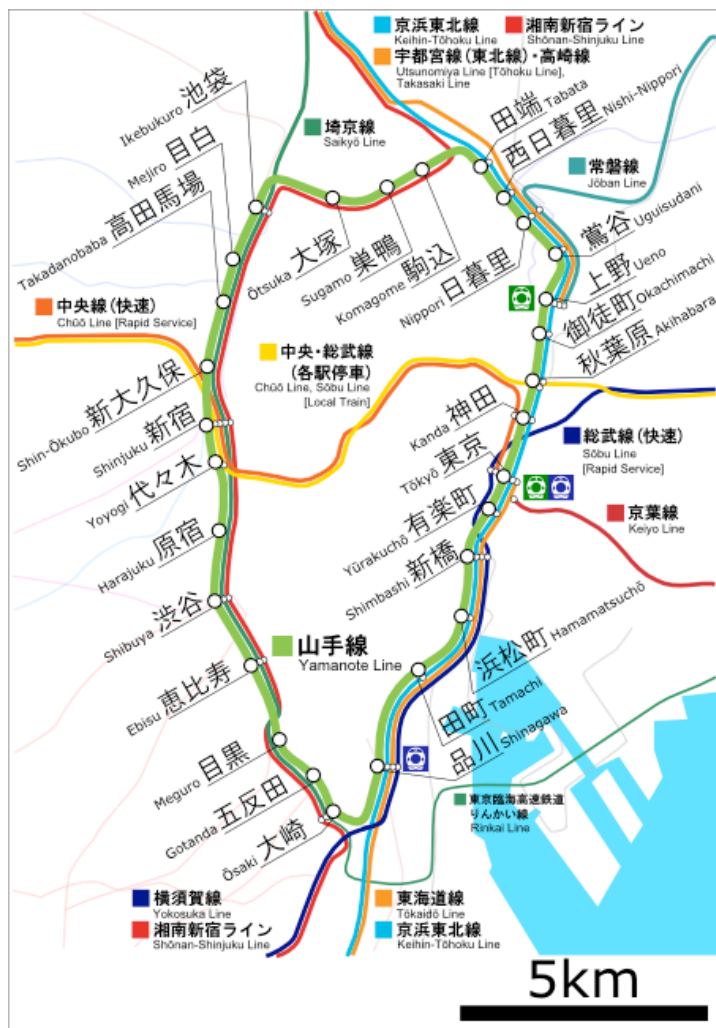 京浜東北線
Keihin-Tōhoku Line
湘南新宿ライン
Shōnan-Shinjuku Line
宇都宮線(東北線)・高崎線
Utsunomiya Line [Tōhoku Line],
Takasaki Line
池袋
Ikebukuro
目白
Mejiro
高田馬場
Takadanobaba
埼京線
Saikyō Line
田端 Tabata
西日暮里 Nishi-Nippori
常磐線
Jōban Line
鶯谷 Uguisudani
上野 Ueno
御徒町 Okachimachi
秋葉原 Akihabara
Ōtsuka 大塚
Sugamo 巣鴨
Komagome 駒込
Nippori 日暮里
中央線(快速)
Chūō Line [Rapid Service]
中央・総武線
(各駅停車)
Chūō Line, Sōbu Line
[Local Train]
Shin-Ōkubo 新大久保
Shinjuku 新宿
Yoyogi 代々木
Harajuku 原宿
Shibuya 渋谷
Ebisu 恵比寿
Meguro 目黒
Gotanda 五反田
Ōsaki 大崎
Kanda 神田
Tōkyō 東京
Yūrakuchō 有楽町
Shimbashi 新橋
総武線(快速)
Sōbu Line
[Rapid Service]
京葉線
Keiyo Line
山手線
Yamanote Line
浜松町 Hamamatsuchō
田町 Tamachi
品川 Shinagawa
東京臨海高速鉄道
りんかい線
Rinkai Line
横須賀線
Yokosuka Line
湘南新宿ライン
Shōnan-Shinjuku Line
東海道線
Tōkaidō Line
京浜東北線
Keihin-Tōhoku Line
5km